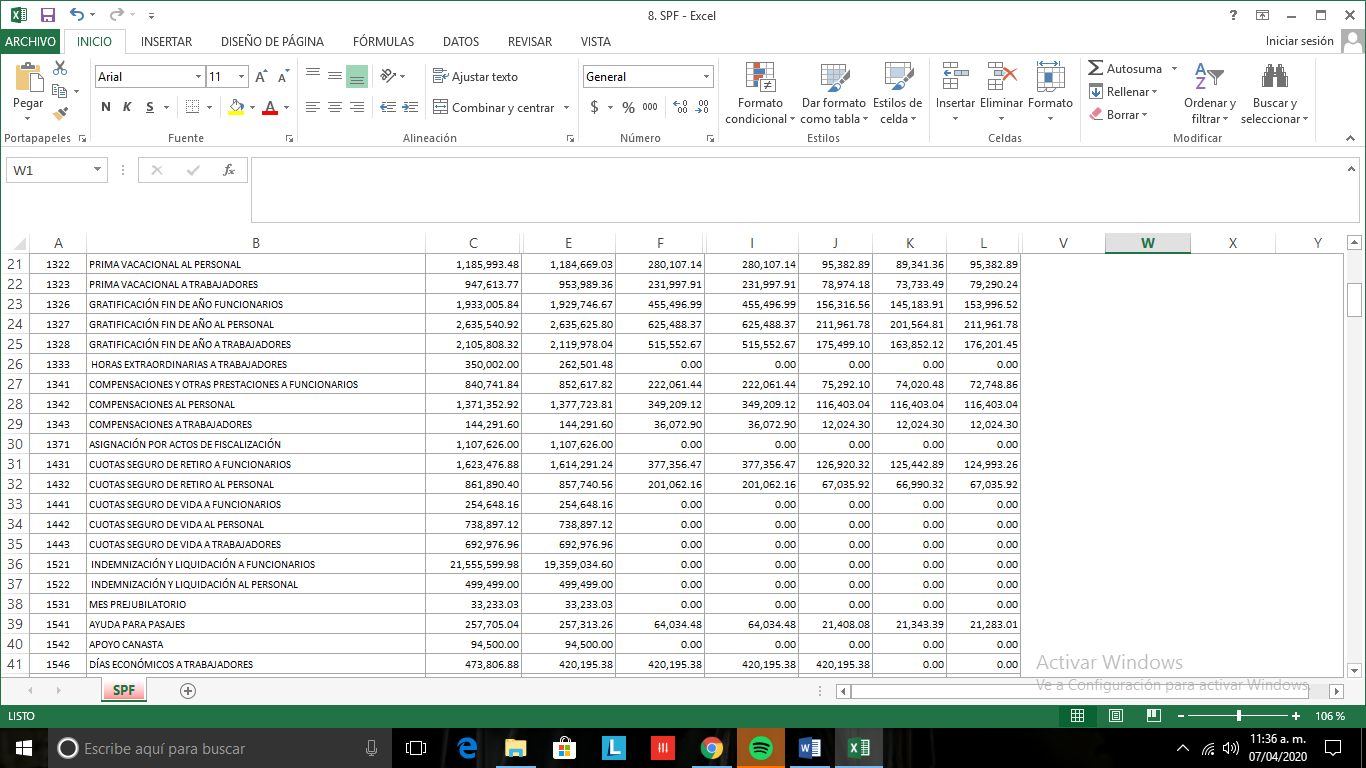 8. SPF - Excel
ARCHIVO INICIO INSERTAR DISEÑO DE PÁGINA FÓRMULAS DATOS REVISAR VISTA Iniciar sesión
Arial 11 Ajustar texto General Autosuma
Pegar N K S Combinar y centrar $ % 000 Formato condicional Dar formato como tabla Estilos de celda Insertar Eliminar Formato Rellenar Borrar Ordenar y filtrar Buscar y seleccionar
Portapapeles Fuente Alineación Número Estilos Celdas Modificar
W1 fx
A B C E F I J K L V W X Y
21 1322 PRIMA VACACIONAL AL PERSONAL 1,185,993.48 1,184,669.03 280,107.14 280,107.14 95,382.89 89,341.36 95,382.89
22 1323 PRIMA VACACIONAL A TRABAJADORES 947,613.77 953,989.36 231,997.91 231,997.91 78,974.18 73,733.49 79,290.24
23 1326 GRATIFICACIÓN FIN DE AÑO FUNCIONARIOS 1,933,005.84 1,929,746.67 455,496.99 455,496.99 156,316.56 145,183.91 153,996.52
24 1327 GRATIFICACIÓN FIN DE AÑO AL PERSONAL 2,635,540.92 2,635,625.80 625,488.37 625,488.37 211,961.78 201,564.81 211,961.78
25 1328 GRATIFICACIÓN FIN DE AÑO A TRABAJADORES 2,105,808.32 2,119,978.04 515,552.67 515,552.67 175,499.10 163,852.12 176,201.45
26 1333 HORAS EXTRAORDINARIAS A TRABAJADORES 350,002.00 262,501.48 0.00 0.00 0.00 0.00 0.00
27 1341 COMPENSACIONES Y OTRAS PRESTACIONES A FUNCIONARIOS 840,741.84 852,617.82 222,061.44 222,061.44 75,292.10 74,020.48 72,748.86
28 1342 COMPENSACIONES AL PERSONAL 1,371,352.92 1,377,723.81 349,209.12 349,209.12 116,403.04 116,403.04 116,403.04
29 1343 COMPENSACIONES A TRABAJADORES 144,291.60 144,291.60 36,072.90 36,072.90 12,024.30 12,024.30 12,024.30
30 1371 ASIGNACIÓN POR ACTOS DE FISCALIZACIÓN 1,107,626.00 1,107,626.00 0.00 0.00 0.00 0.00 0.00
31 1431 CUOTAS SEGURO DE RETIRO A FUNCIONARIOS 1,623,476.88 1,614,291.24 377,356.47 377,356.47 126,920.32 125,442.89 124,993.26
32 1432 CUOTAS SEGURO DE RETIRO AL PERSONAL 861,890.40 857,740.56 201,062.16 201,062.16 67,035.92 66,990.32 67,035.92
33 1441 CUOTAS SEGURO DE VIDA A FUNCIONARIOS 254,648.16 254,648.16 0.00 0.00 0.00 0.00 0.00
34 1442 CUOTAS SEGURO DE VIDA AL PERSONAL 738,897.12 738,897.12 0.00 0.00 0.00 0.00 0.00
35 1443 CUOTAS SEGURO DE VIDA A TRABAJADORES 692,976.96 692,976.96 0.00 0.00 0.00 0.00 0.00
36 1521 INDEMNIZACIÓN Y LIQUIDACIÓN A FUNCIONARIOS 21,555,599.98 19,359,034.60 0.00 0.00 0.00 0.00 0.00
37 1522 INDEMNIZACIÓN Y LIQUIDACIÓN AL PERSONAL 499,499.00 499,499.00 0.00 0.00 0.00 0.00 0.00
38 1531 MES PREJUBILATORIO 33,233.03 33,233.03 0.00 0.00 0.00 0.00 0.00
39 1541 AYUDA PARA PASAJES 257,705.04 257,313.26 64,034.48 64,034.48 21,408.08 21,343.39 21,283.01
40 1542 APOYO CANASTA 94,500.00 94,500.00 0.00 0.00 0.00 0.00 0.00
41 1546 DÍAS ECONÓMICOS A TRABAJADORES 473,806.88 420,195.38 420,195.38 420,195.38 420,195.38 0.00 0.00
Activar Windows
Ve a Configuración para activar Windows.
SPF
LISTO 106 %
Escribe aquí para buscar
11:36 a. m.
07/04/2020